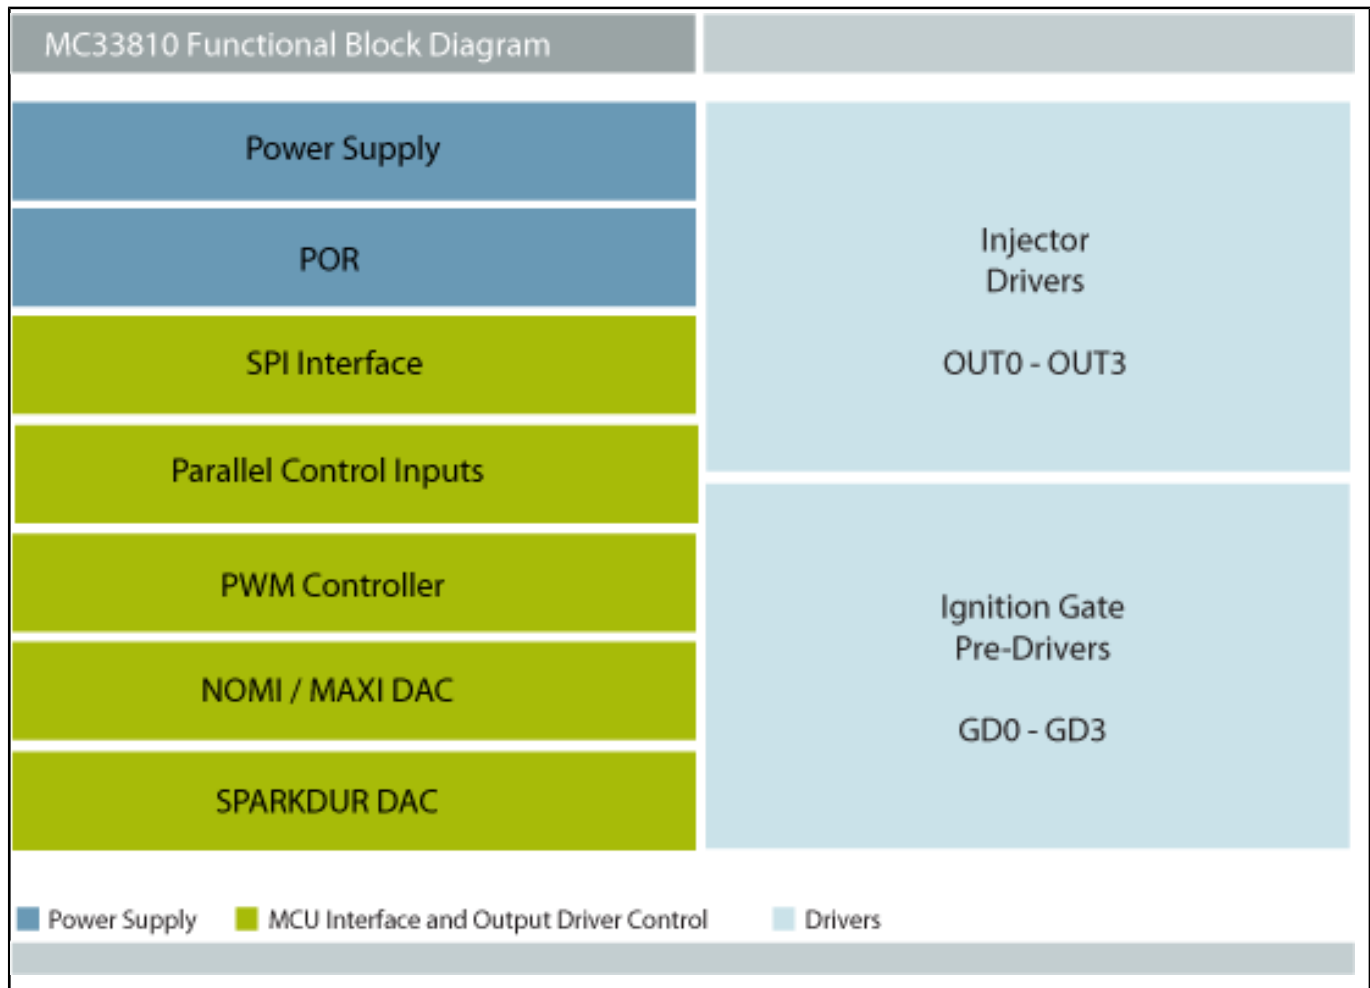 MC33810 Functional Block Diagram
Power Supply
POR
SPI Interface
Parallel Control Inputs
PWM Controller
NOMI / MAXI DAC
SPARKDUR DAC
Injector
Drivers
OUT0 - OUT3
Ignition Gate
Pre-Drivers
GD0 - GD3
Power Supply
MCU Interface and Output Driver Control
Drivers